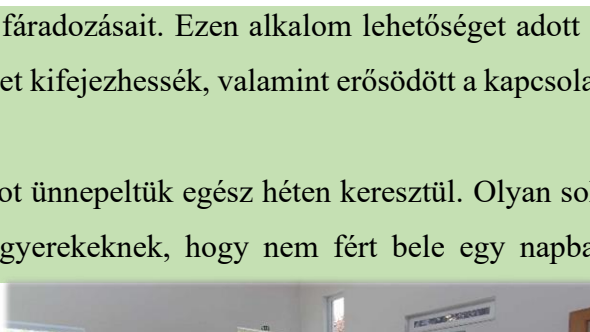 fáradozásait. Ezen alkalom lehetőséget adott
et kifejezhessék, valamint erősödött a kapcsola
ot ünnepeltük egész héten keresztül. Olyan so
gyerekeknek, hogy nem fért bele egy napba